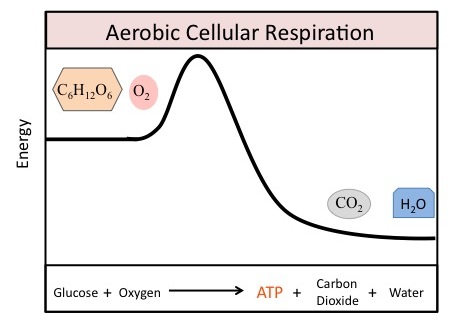 Aerobic Cellular Respiration
C₆H₁₂O₆
O₂
Energy
CO₂
H₂O
Glucose + Oxygen ⟶ ATP + Carbon Dioxide + Water